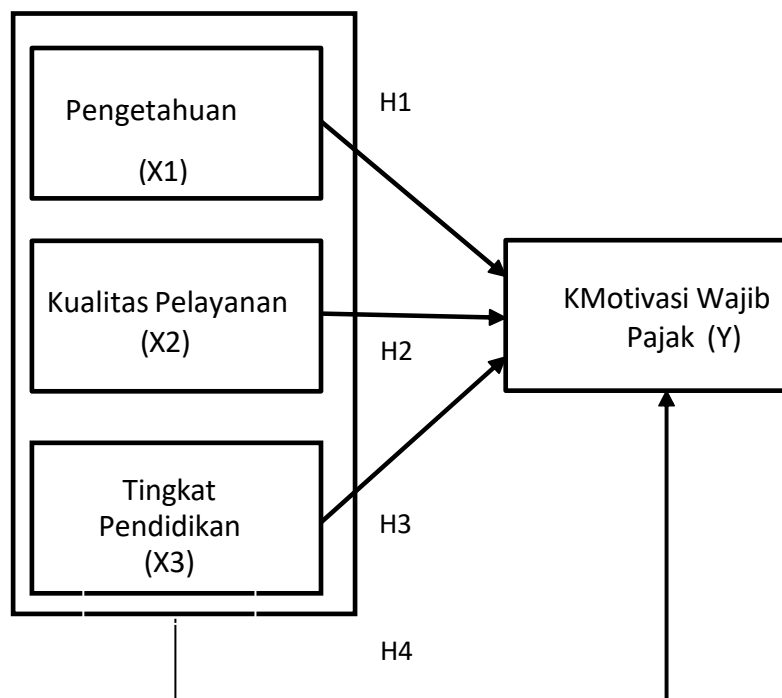 Pengetahuan
(X1)
H1
Kualitas Pelayanan
(X2)
H2
KMotivasi Wajib
Pajak (Y)
Tingkat
Pendidikan
(X3)
H3
H4